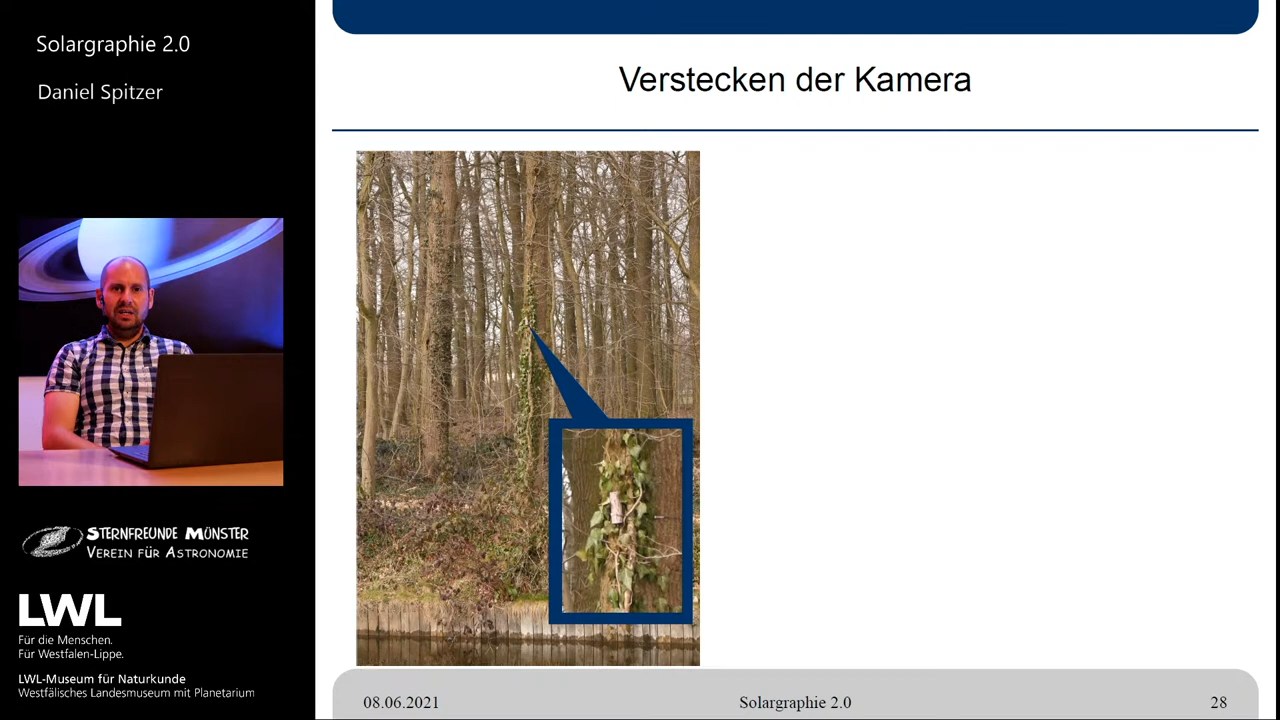 Solargraphie 2.0
Daniel Spitzer
STERNFREUNDE MÜNSTER
VEREIN FÜR ASTRONOMIE
LWL
Für die Menschen.
Für Westfalen-Lippe.
LWL-Museum für Naturkunde
Westfälisches Landesmuseum mit Planetarium
Verstecken der Kamera
08.06.2021
Solargraphie 2.0
28